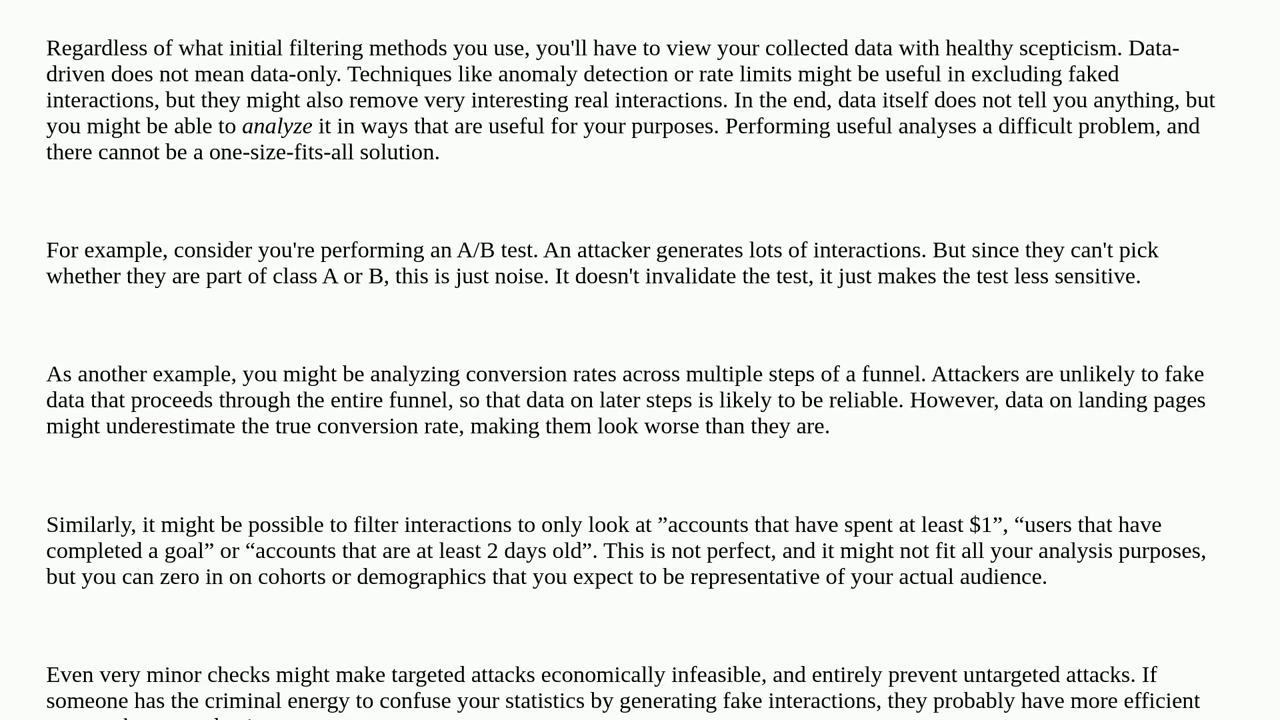 Regardless of what initial filtering methods you use, you'll have to view your collected data with healthy scepticism. Data-
driven does not mean data-only. Techniques like anomaly detection or rate limits might be useful in excluding faked
interactions, but they might also remove very interesting real interactions. In the end, data itself does not tell you anything, but
you might be able to analyze it in ways that are useful for your purposes. Performing useful analyses a difficult problem, and
there cannot be a one-size-fits-all solution.
For example, consider you're performing an A/B test. An attacker generates lots of interactions. But since they can't pick
whether they are part of class A or B, this is just noise. It doesn't invalidate the test, it just makes the test less sensitive.
As another example, you might be analyzing conversion rates across multiple steps of a funnel. Attackers are unlikely to fake
data that proceeds through the entire funnel, so that data on later steps is likely to be reliable. However, data on landing pages
might underestimate the true conversion rate, making them look worse than they are.
Similarly, it might be possible to filter interactions to only look at ”accounts that have spent at least $1”, “users that have
completed a goal” or “accounts that are at least 2 days old”. This is not perfect, and it might not fit all your analysis purposes,
but you can zero in on cohorts or demographics that you expect to be representative of your actual audience.
Even very minor checks might make targeted attacks economically infeasible, and entirely prevent untargeted attacks. If
someone has the criminal energy to confuse your statistics by generating fake interactions, they probably have more efficient